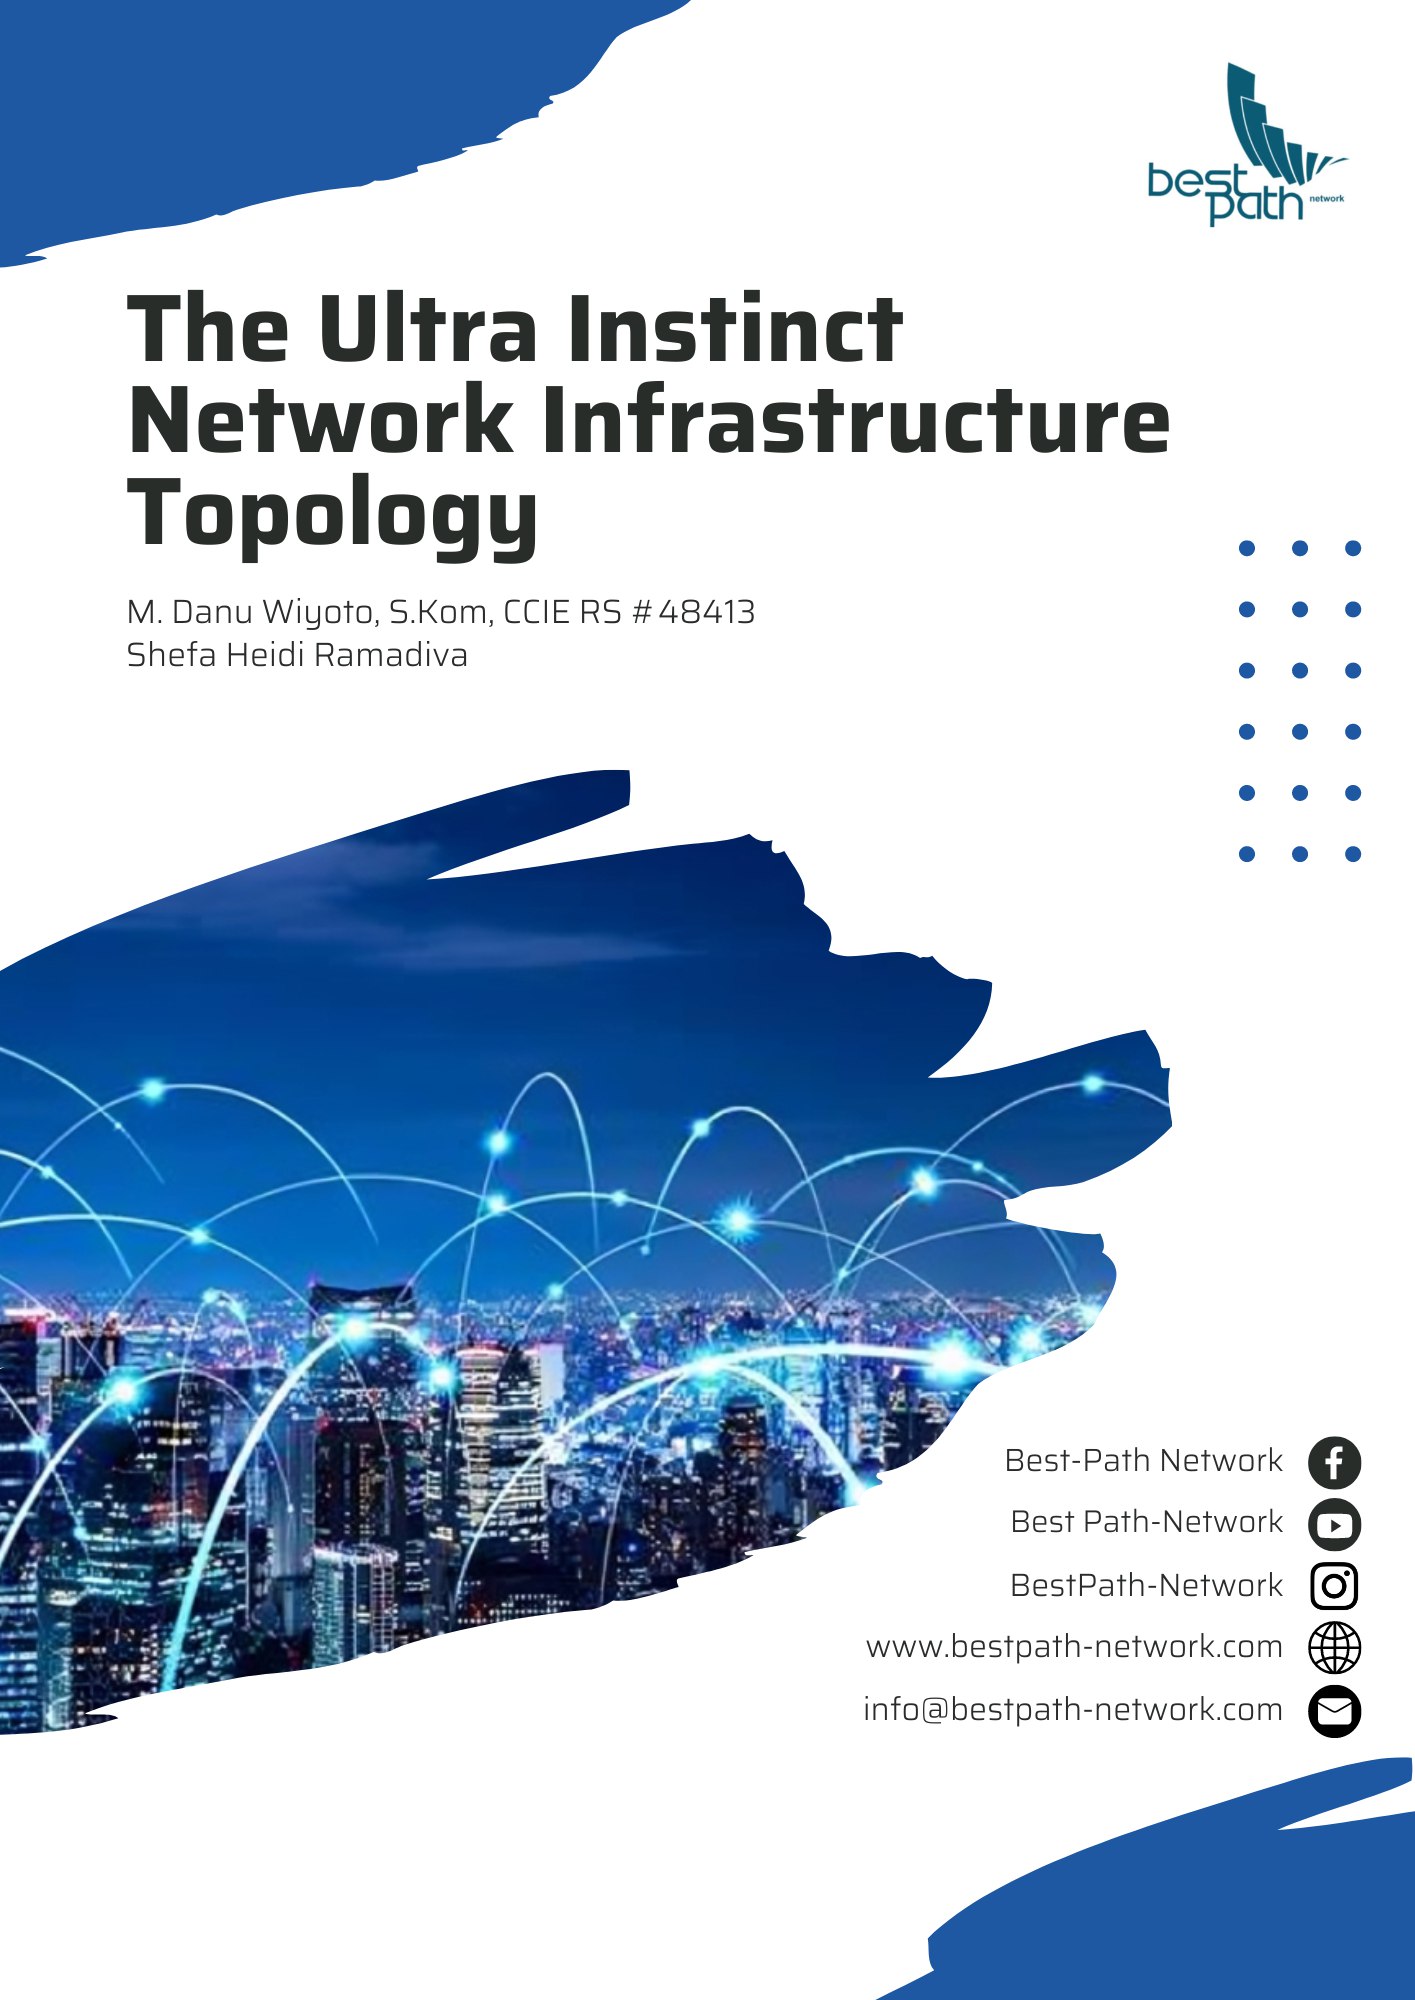 best
path network
The Ultra Instinct
Network Infrastructure
Topology
M. Danu Wiyoto, S.Kom, CCIE RS #48413
Shefa Heidi Ramadiva
Best-Path Network
Best Path-Network
BestPath-Network
www.bestpath-network.com
info@bestpath-network.com